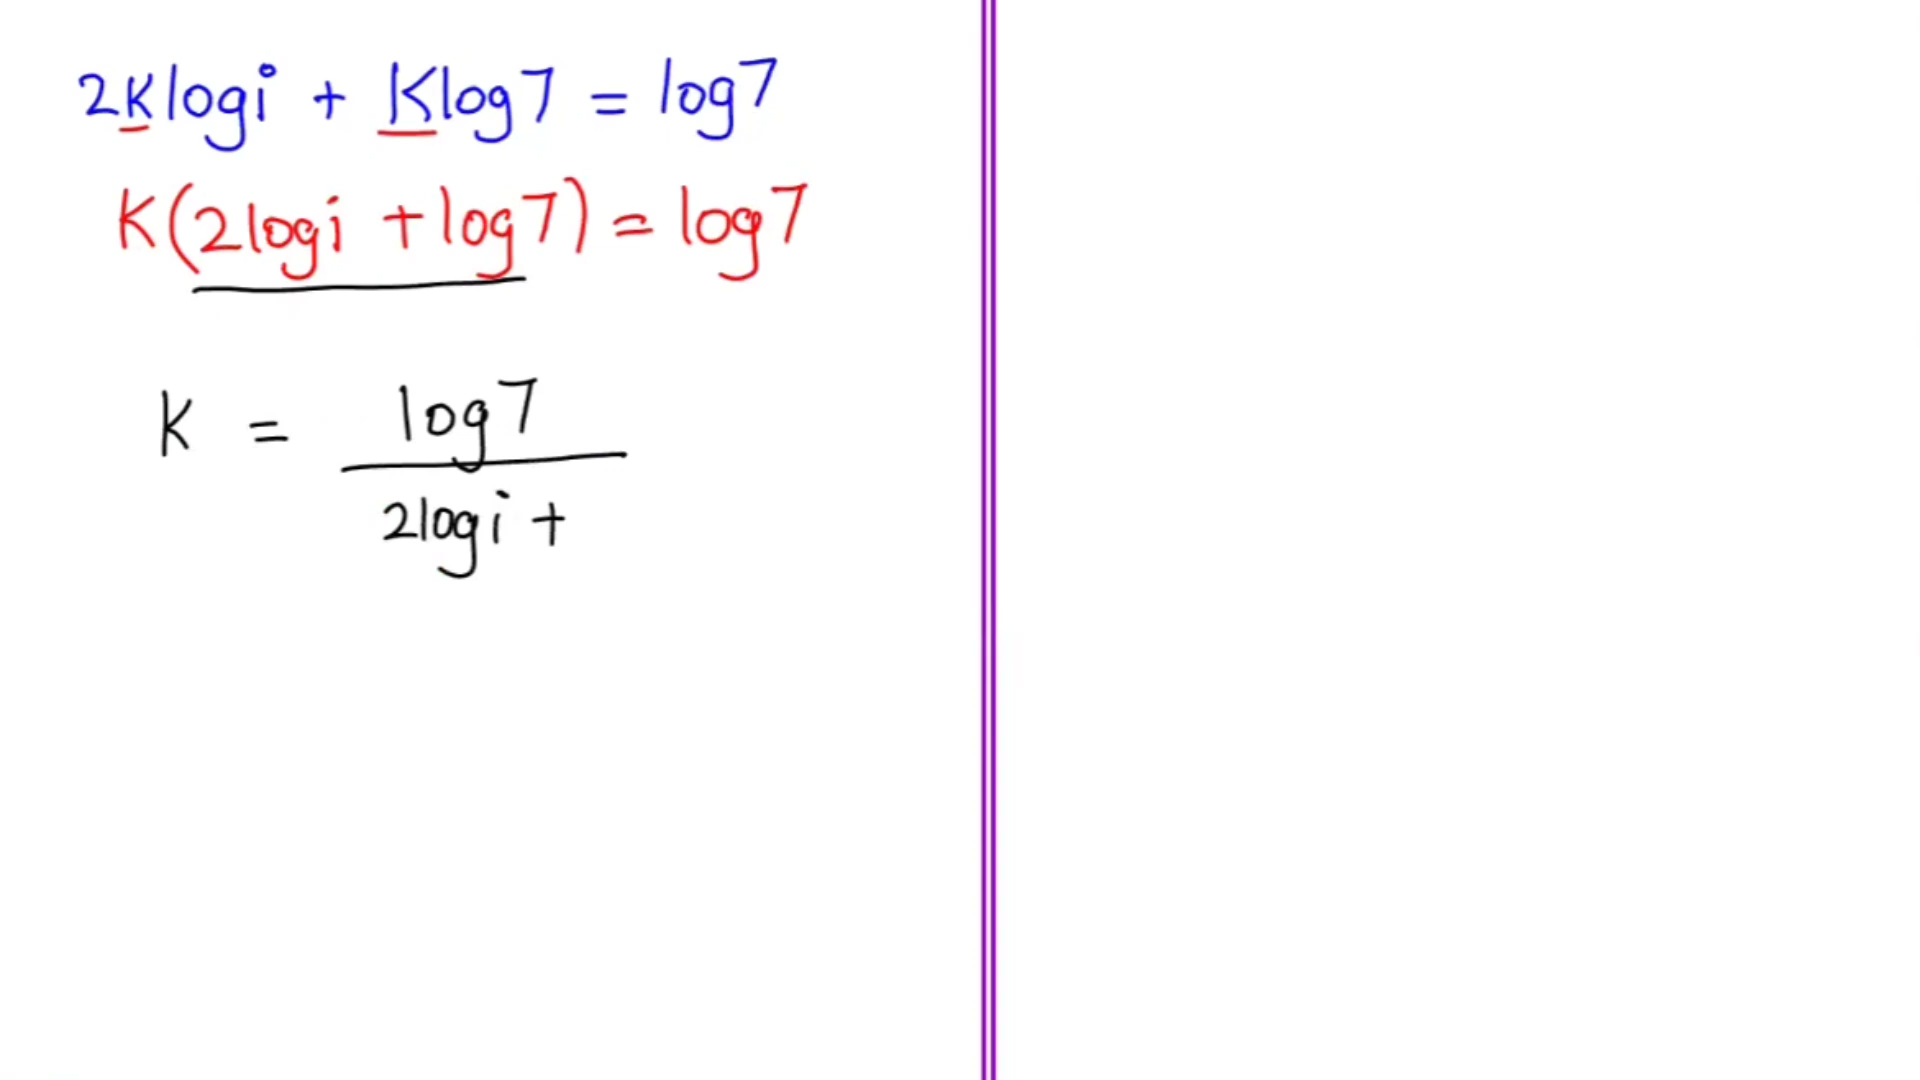 2klogi + Klog7 = log7
K(2logi + log7) = log7
K = log7
2logi +